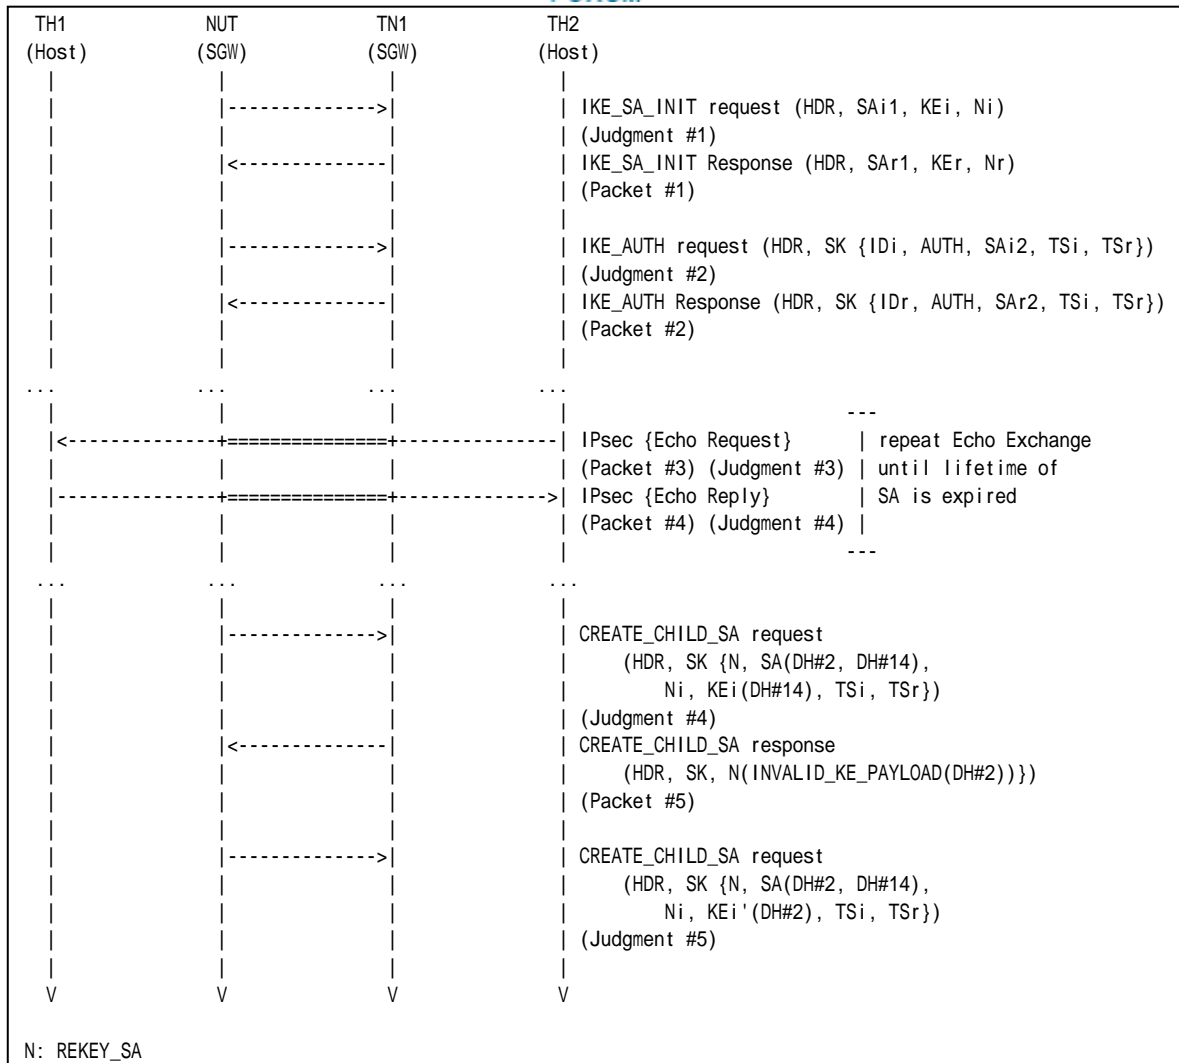 TH1 NUT TN1 TH2
(Host) (SGW) (SGW) (Host)
| | | |
| |-------------->| | IKE_SA_INIT request (HDR, SAi1, KEi, Ni)
| | | | (Judgment #1)
| |<--------------| | IKE_SA_INIT Response (HDR, SAr1, KEr, Nr)
| | | | (Packet #1)
| | | |
| |-------------->| | IKE_AUTH request (HDR, SK {IDi, AUTH, SAi2, TSi, TSr})
| | | | (Judgment #2)
| |<--------------| | IKE_AUTH Response (HDR, SK {IDr, AUTH, SAr2, TSi, TSr})
| | | | (Packet #2)
| | | |
... ... ... ...
| | | | ---
|<--------------+===============+--------------| IPsec {Echo Request} | repeat Echo Exchange
| | | | (Packet #3) (Judgment #3) | until lifetime of
|---------------+===============+------------->| IPsec {Echo Reply} | SA is expired
| | | | (Packet #4) (Judgment #4) |
| | | | ---
... ... ... ...
| | | |
| |-------------->| | CREATE_CHILD_SA request
| | | | (HDR, SK {N, SA(DH#2, DH#14),
| | | | Ni, KEi(DH#14), TSi, TSr})
| | | | (Judgment #4)
| |<--------------| | CREATE_CHILD_SA response
| | | | (HDR, SK, N(INVALID_KE_PAYLOAD(DH#2))})
| | | | (Packet #5)
| | | |
| |-------------->| | CREATE_CHILD_SA request
| | | | (HDR, SK {N, SA(DH#2, DH#14),
| | | | Ni, KEi'(DH#2), TSi, TSr})
| | | | (Judgment #5)
| | | |
V V V V
N: REKEY_SA